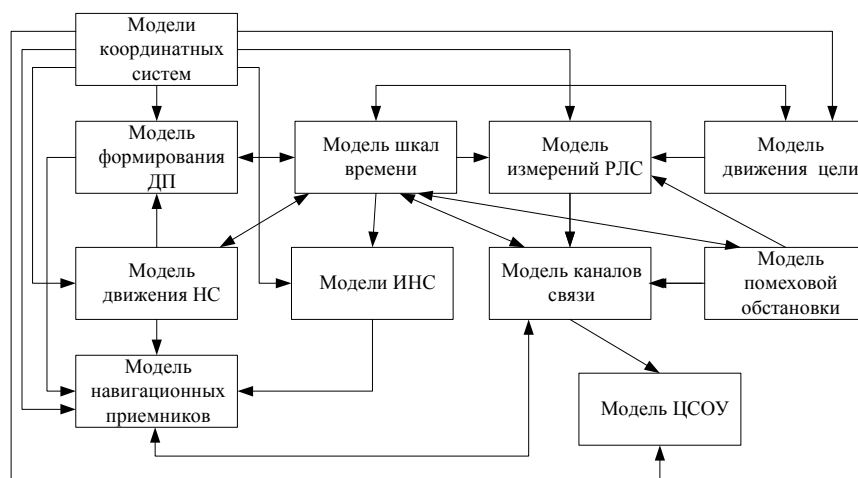 Модели
координатных
систем
Модель
формирования
ДП
Модель шкал
времени
Модель
измерений РЛС
Модель
движения цели
Модель
движения НС
Модели ИНС
Модель каналов
связи
Модель
помеховой
обстановки
Модель
навигационных
приемников
Модель ЦСОУ